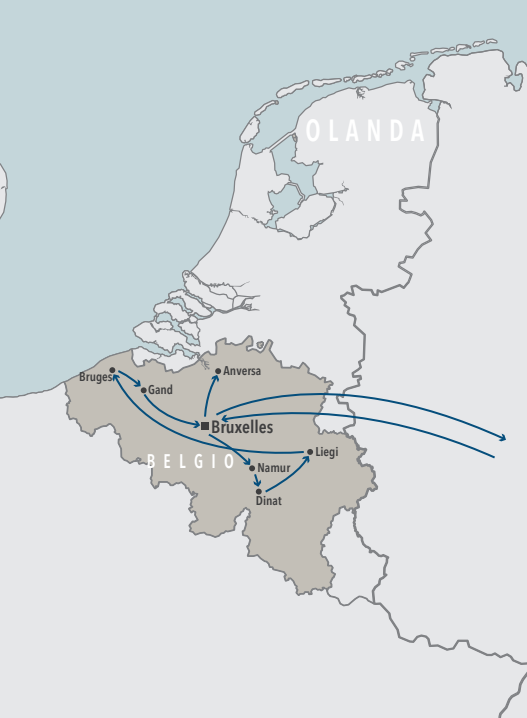 OLANDA
Bruges
Anversa
Gand
Bruxelles
BELGIO
Liegi
Namur
Dinat